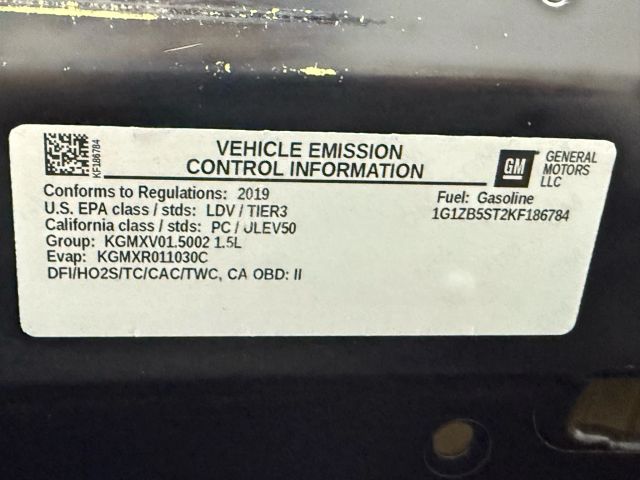 KF186784
VEHICLE EMISSION
CONTROL INFORMATION
GM
GENERAL
MOTORS
LLC
Conforms to Regulations: 2019
U.S. EPA class / stds: LDV / TIER3
California class / stds: PC / ULEV50
Group: KGMXV01.5002 1.5L
Evap: KGMXR011030C
DFI/HO2S/TC/CAC/TWC, CA OBD: II
Fuel: Gasoline
1G1ZB5ST2KF186784